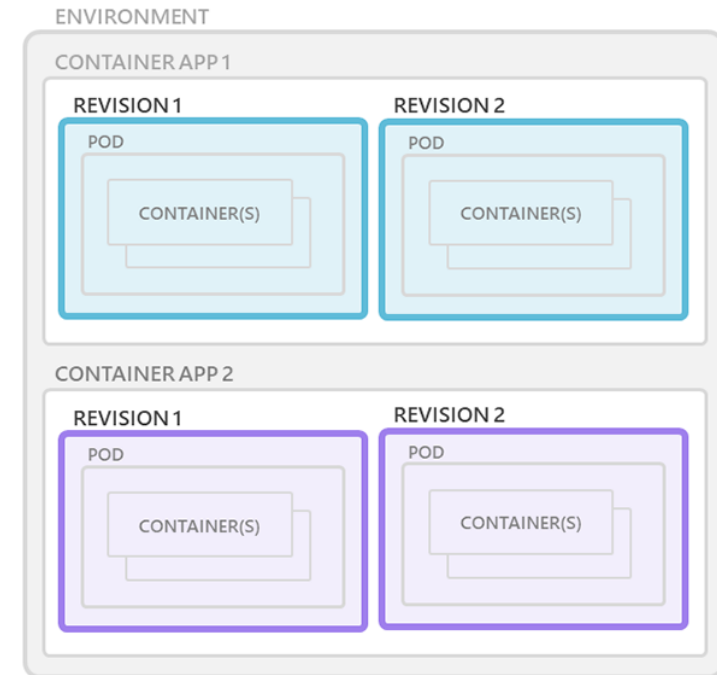 ENVIRONMENT
CONTAINER APP 1
REVISION 1
REVISION 2
POD
POD
CONTAINER(S)
CONTAINER(S)
CONTAINER APP 2
REVISION 1
REVISION 2
POD
POD
CONTAINER(S)
CONTAINER(S)